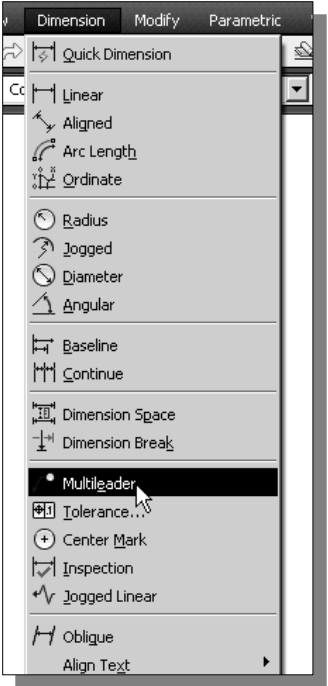 Dimension Modify Parametric
Quick Dimension
Linear
Aligned
Arc Length
Ordinate
Radius
Jogged
Diameter
Angular
Baseline
Continue
Dimension Space
Dimension Break
Multileader
Tolerance...
Center Mark
Inspection
Jogged Linear
Oblique
Align Text